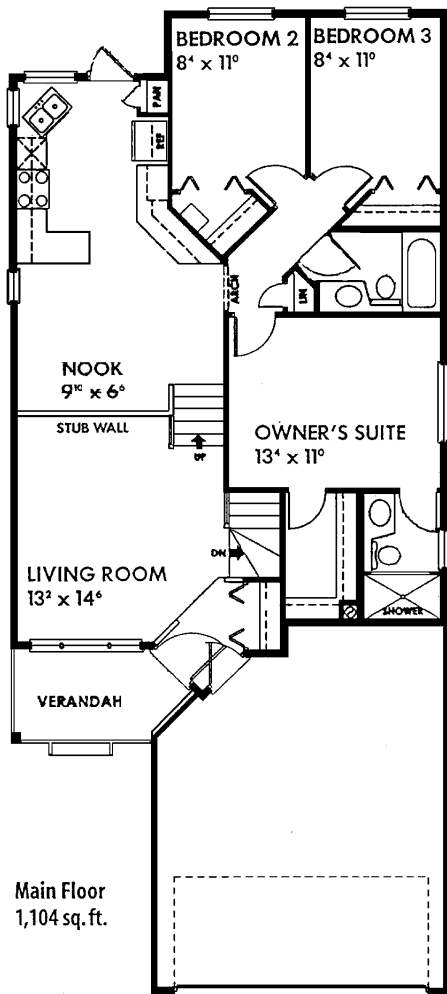 BEDROOM 2
8⁴ x 11⁰
BEDROOM 3
8⁴ x 11⁰
PAN
REF
ARCH
LIN
NOOK
9¹⁰ x 6⁶
STUB WALL
UP
OWNER'S SUITE
13⁴ x 11⁰
DN
LIVING ROOM
13² x 14⁶
SHOWER
VERANDAH
Main Floor
1,104 sq. ft.